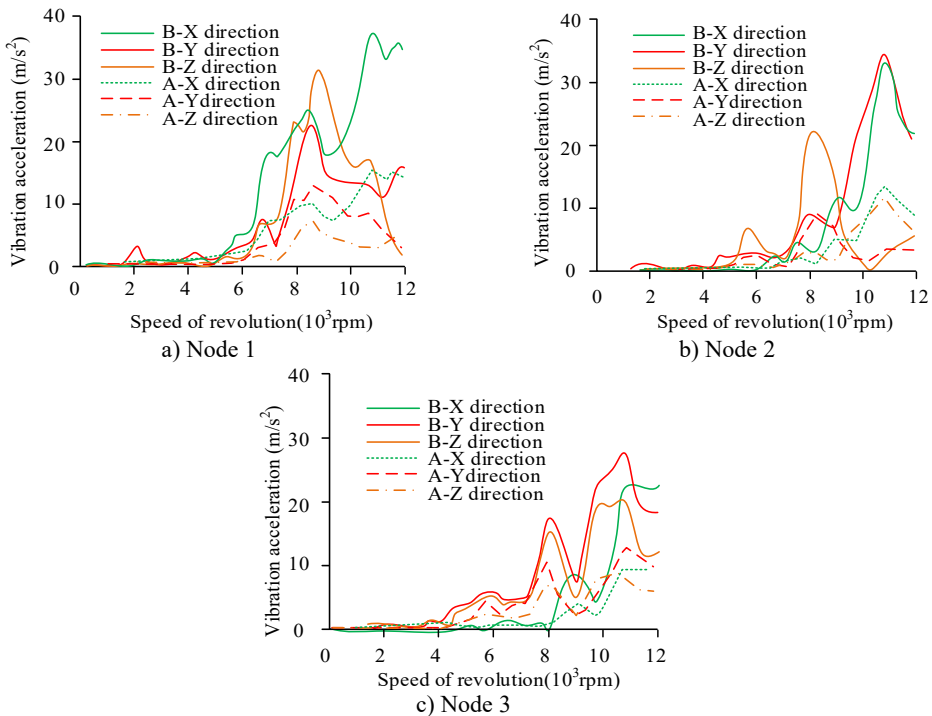 Vibration acceleration (m/s²)
40
30
20
10
0
B-X direction
B-Y direction
B-Z direction
A-X direction
A-Ydirection
A-Z direction
0 2 4 6 8 10 12
Speed of revolution(10³rpm)
a) Node 1
Vibration acceleration (m/s²)
40
30
20
10
0
B-X direction
B-Y direction
B-Z direction
A-X direction
A-Ydirection
A-Z direction
0 2 4 6 8 10 12
Speed of revolution(10³rpm)
b) Node 2
Vibration acceleration (m/s²)
40
30
20
10
0
B-X direction
B-Y direction
B-Z direction
A-X direction
A-Ydirection
A-Z direction
0 2 4 6 8 10 12
Speed of revolution(10³rpm)
c) Node 3